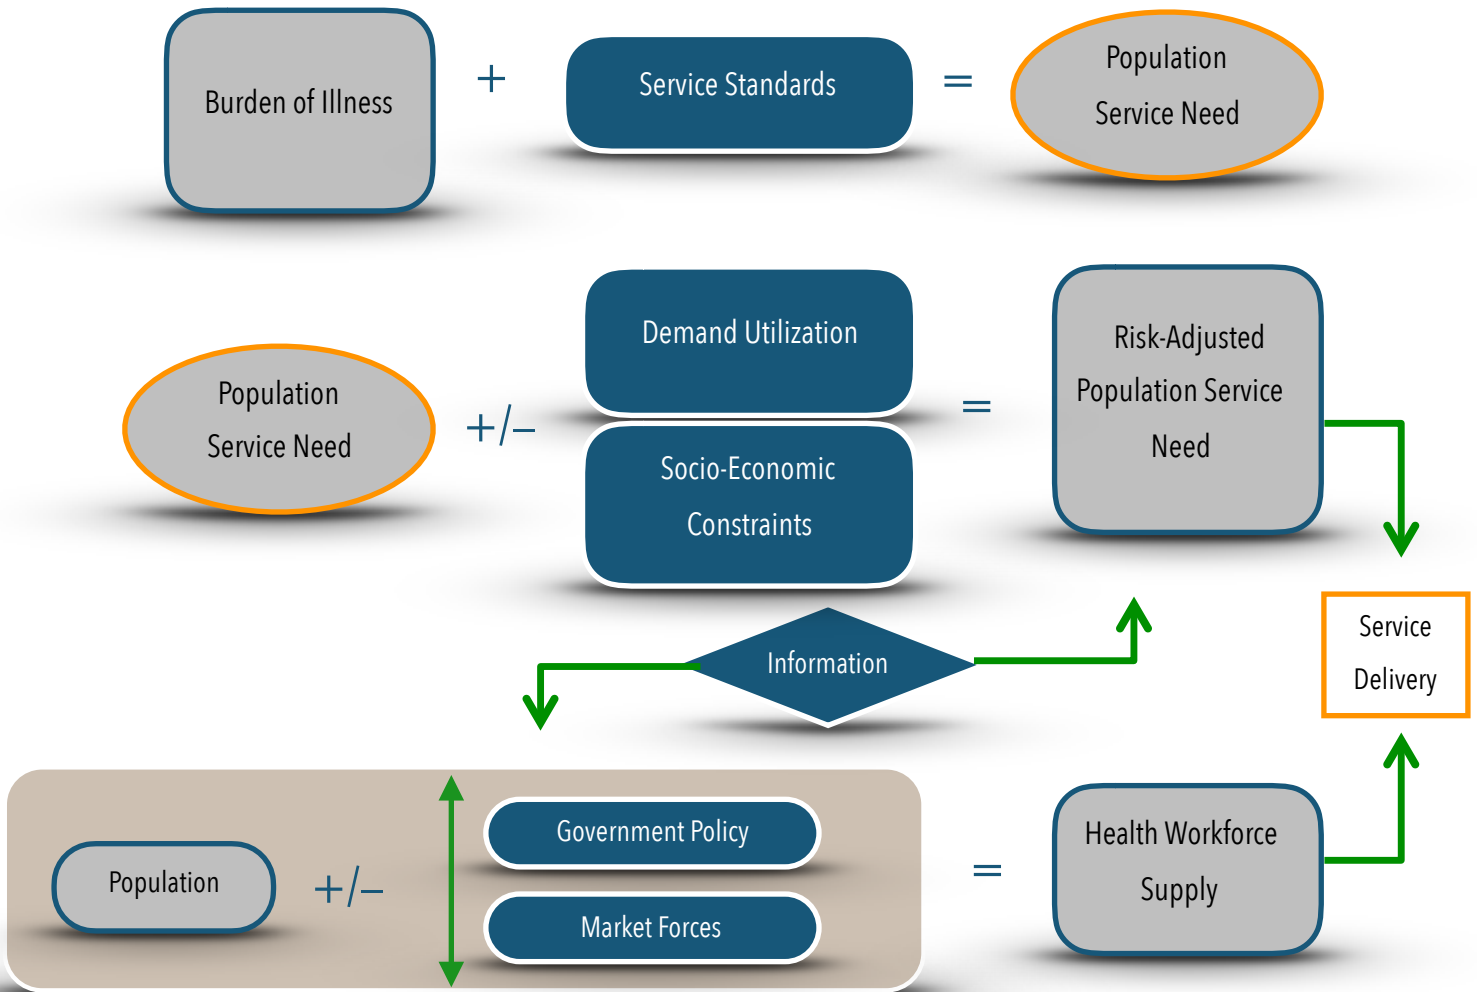 Burden of Illness
+
Service Standards
=
Population
Service Need
Population
Service Need
+/–
Demand Utilization
Socio-Economic
Constraints
=
Risk-Adjusted
Population Service
Need
Information
Service
Delivery
Population
+/–
Government Policy
Market Forces
=
Health Workforce
Supply